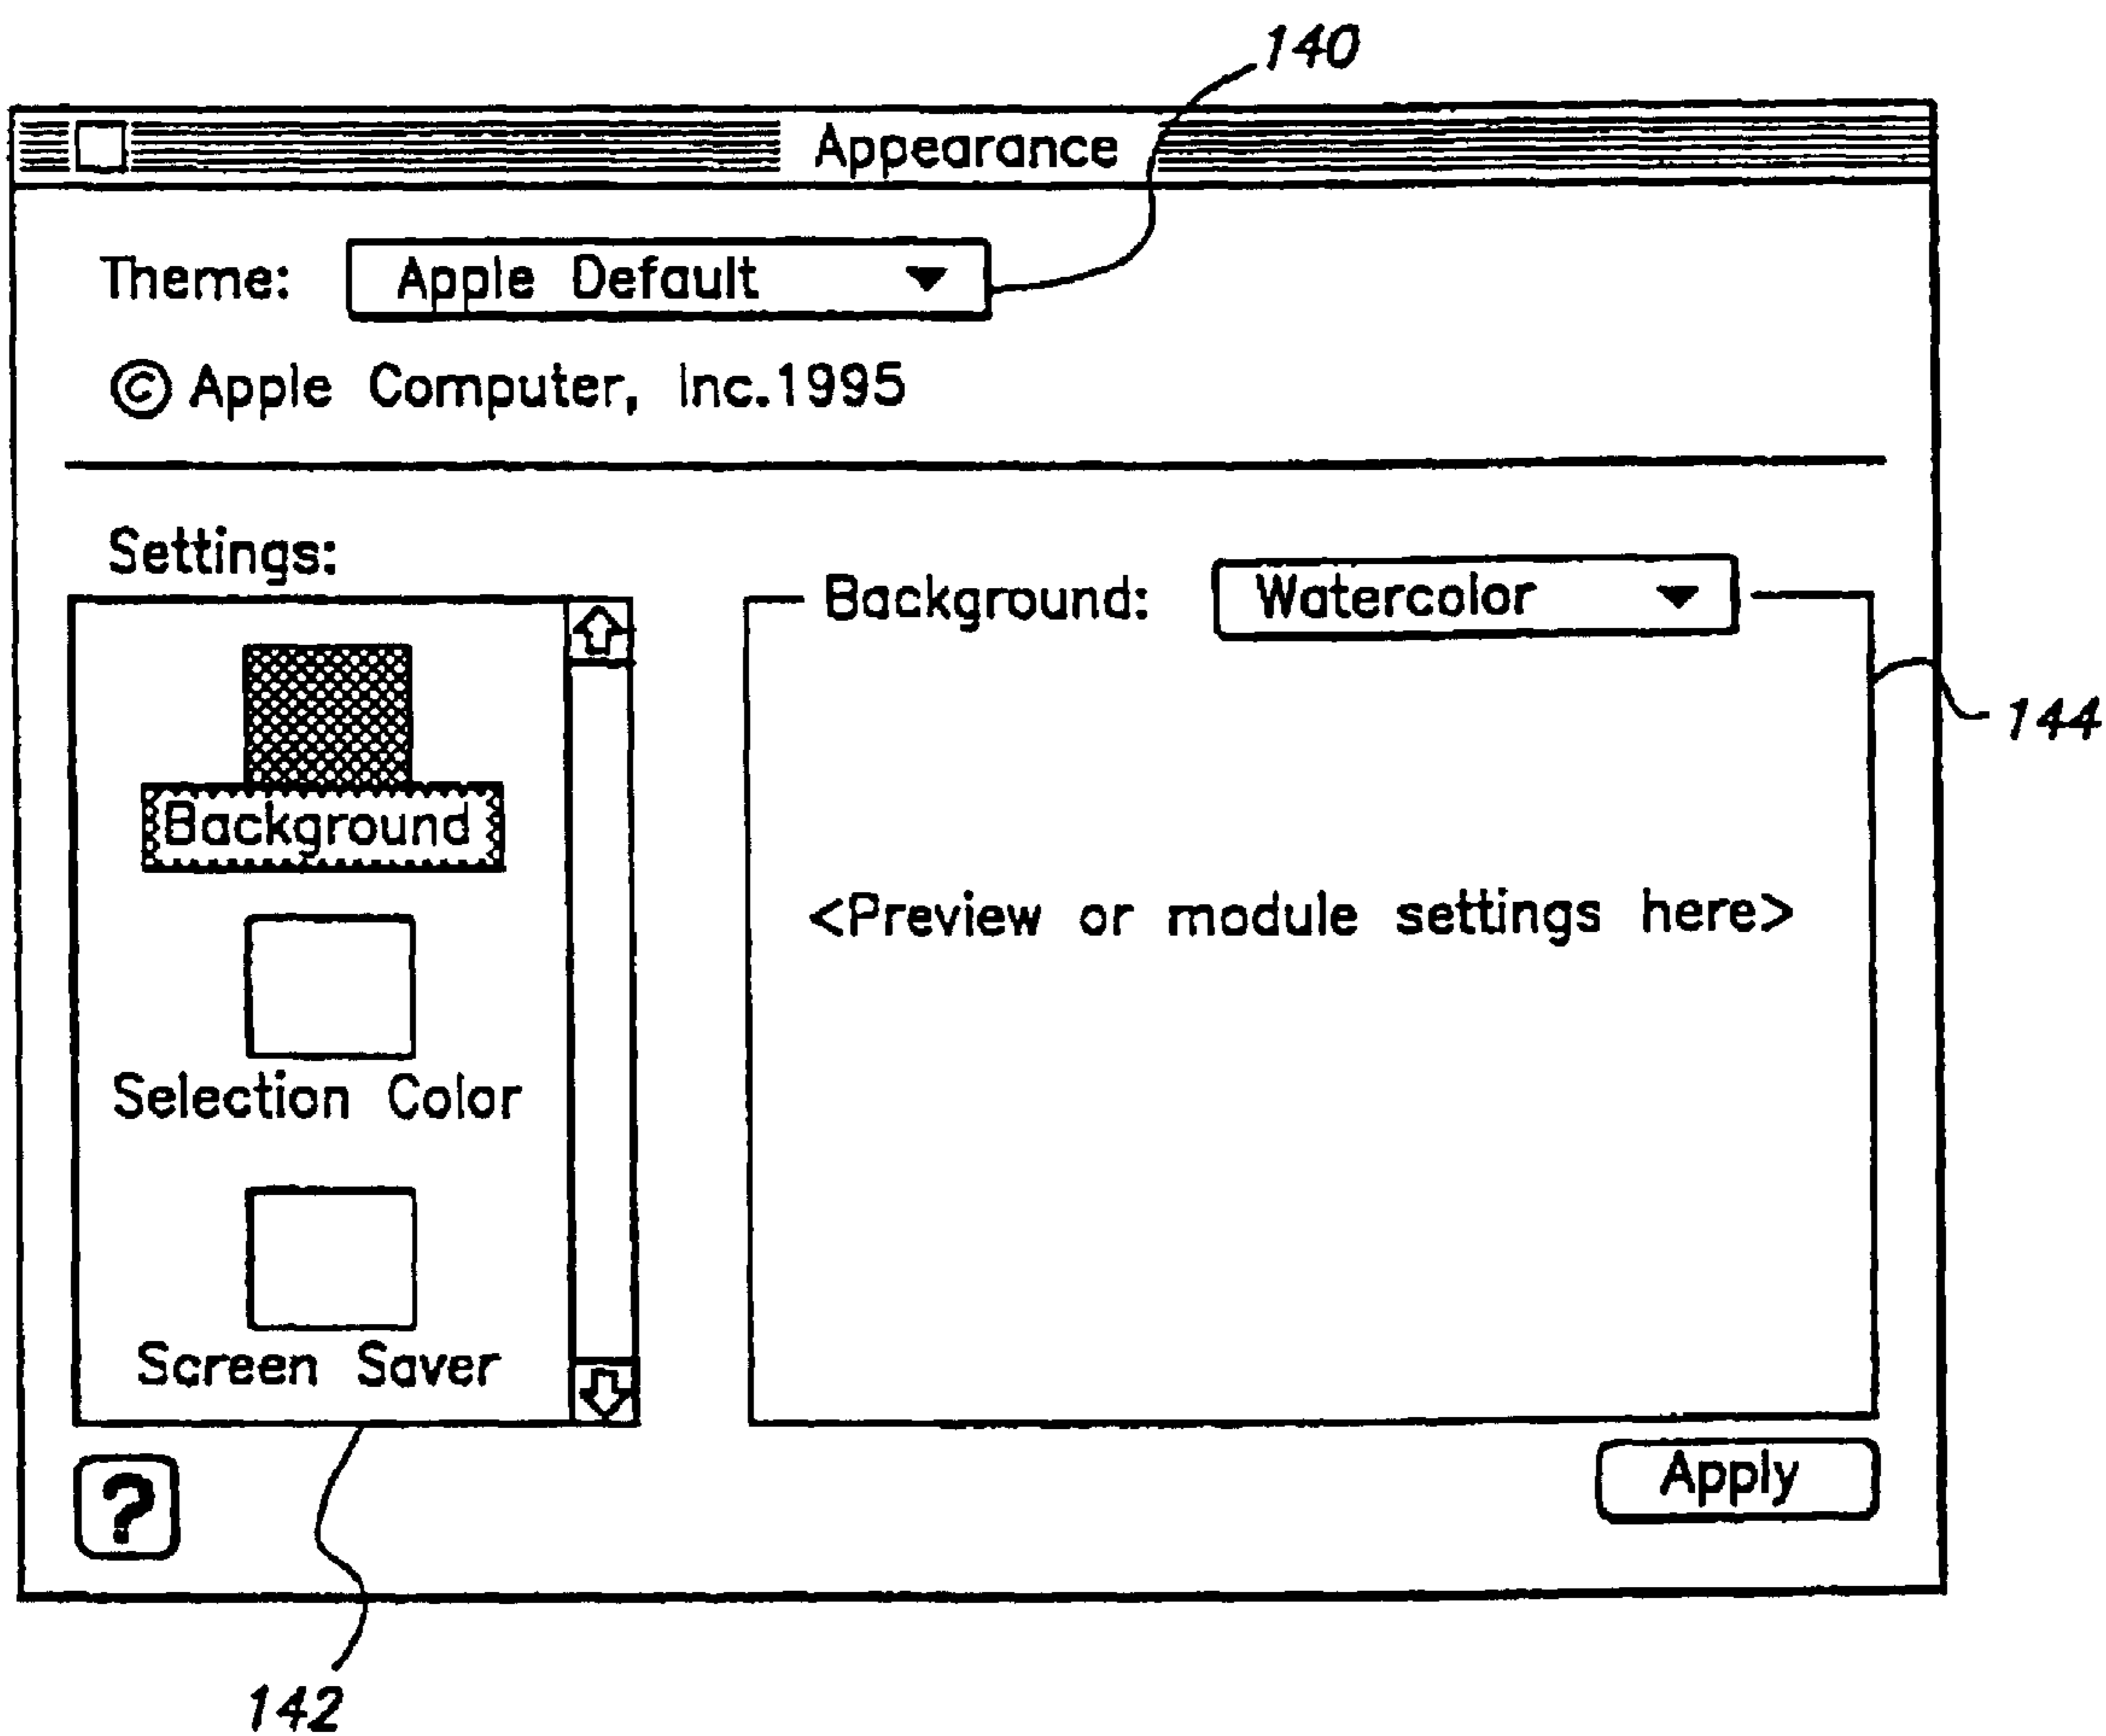 140
Appearance
Theme: Apple Default
© Apple Computer, Inc.1995
Settings:
Background: Watercolor
144
Background
<Preview or module settings here>
Selection Color
Screen Saver
?
Apply
142